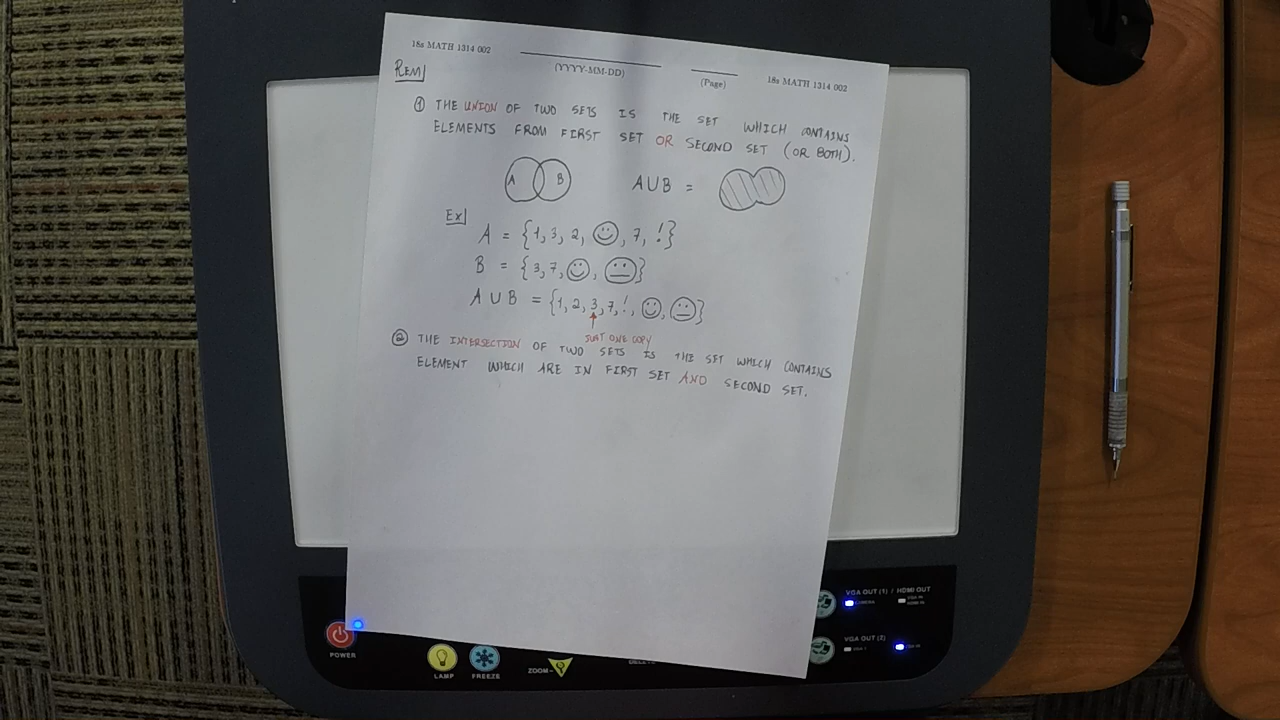 18s MATH 1314 002
(YYYY-MM-DD)
(Page)
18s MATH 1314 002
REM
① THE UNION OF TWO SETS IS THE SET WHICH CONTAINS
ELEMENTS FROM FIRST SET OR SECOND SET (OR BOTH).
A B A∪B =
Ex
A = {1, 3, 2, ☺, 7, !}
B = {3, 7, ☺, 😐}
A ∪ B = {1, 2, 3, 7, !, ☺, 😐}
JUST ONE COPY
② THE INTERSECTION OF TWO SETS IS THE SET WHICH CONTAINS
ELEMENT WHICH ARE IN FIRST SET AND SECOND SET.
POWER
LAMP
FREEZE
ZOOM-
VGA OUT (1) / HDMI OUT
CAMERA
VGA OUT (2)